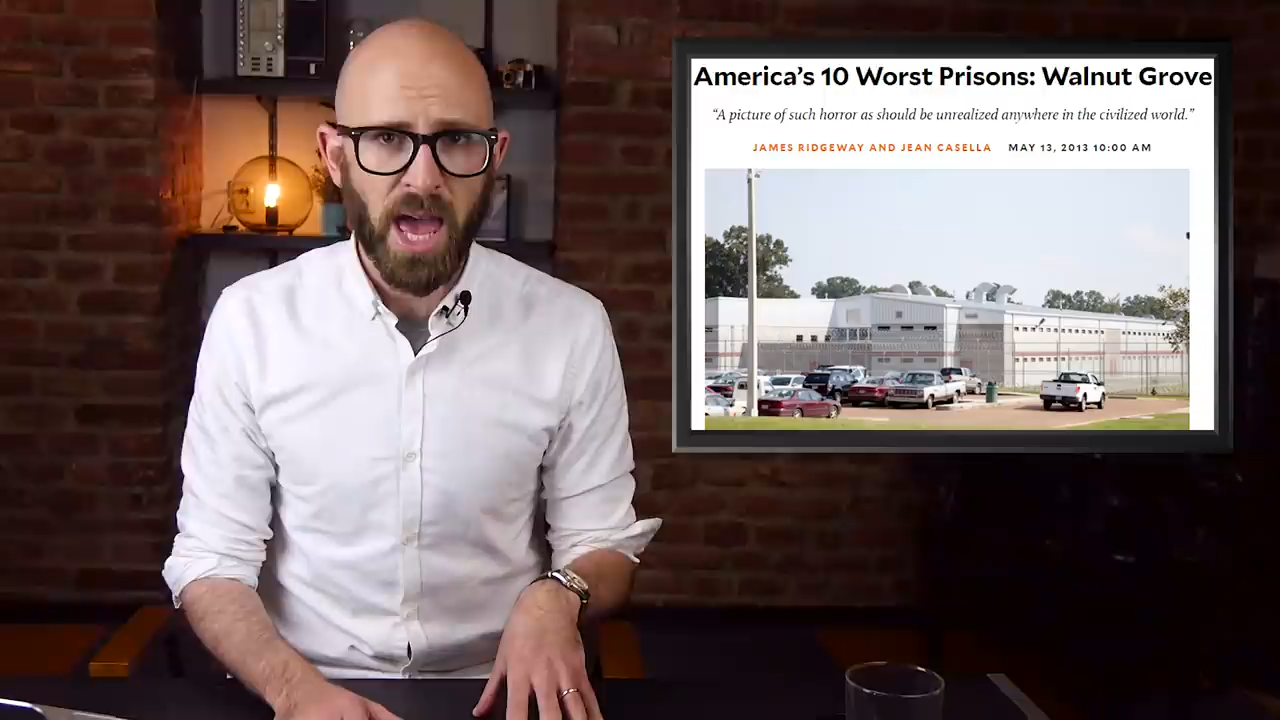 America's 10 Worst Prisons: Walnut Grove
“A picture of such horror as should be unrealized anywhere in the civilized world.”
JAMES RIDGEWAY AND JEAN CASELLA MAY 13, 2013 10:00 AM